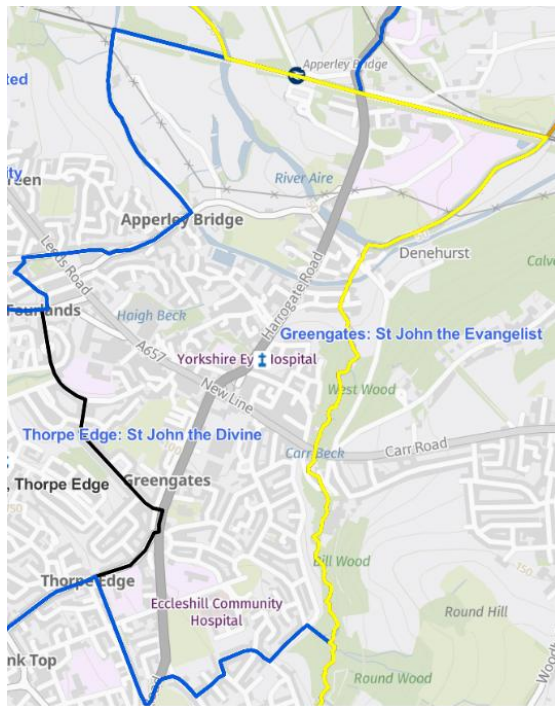 Apperley Bridge
ted
ity
reen
River Aire
Apperley Bridge
Leeds Road
Harrogate Road
Denehurst
50
Calve
Fourlands
Haigh Beck
Greengates: St John the Evangelist
A657
Yorkshire Ey Hospital
New Line
West Wood
Thorpe Edge: St John the Divine
Carr Beck
Carr Road
, Thorpe Edge
Greengates
150
Bill Wood
Thorpe Edge
Eccleshill Community
Hospital
Round Hill
nk Top
Round Wood
Woodh